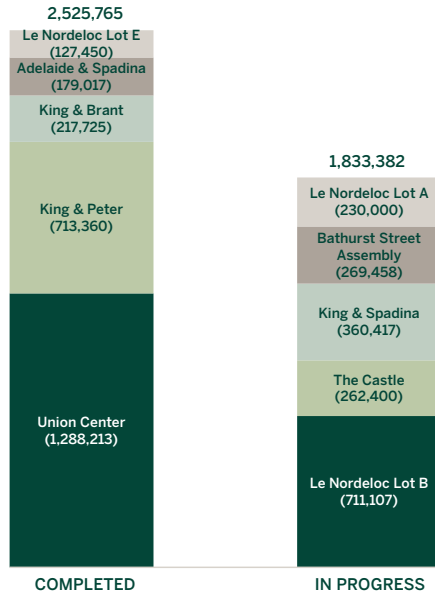 2,525,765
Le Nordeloc Lot E
(127,450)
Adelaide & Spadina
(179,017)
King & Brant
(217,725)
King & Peter
(713,360)
Union Center
(1,288,213)
COMPLETED
1,833,382
Le Nordeloc Lot A
(230,000)
Bathurst Street
Assembly
(269,458)
King & Spadina
(360,417)
The Castle
(262,400)
Le Nordeloc Lot B
(711,107)
IN PROGRESS